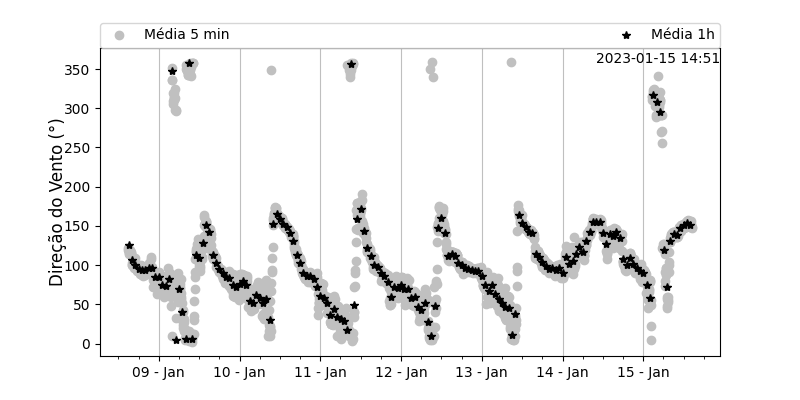 Média 5 min
Média 1h
2023-01-15 14:51
Direção do Vento (°)
350
300
250
200
150
100
50
0
09 - Jan
10 - Jan
11 - Jan
12 - Jan
13 - Jan
14 - Jan
15 - Jan